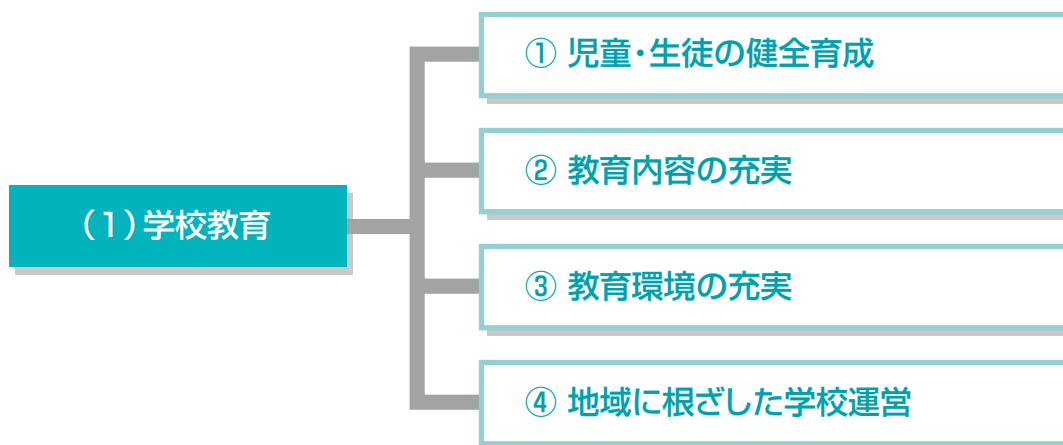 (1)学校教育
① 児童・生徒の健全育成
② 教育内容の充実
③ 教育環境の充実
④ 地域に根ざした学校運営